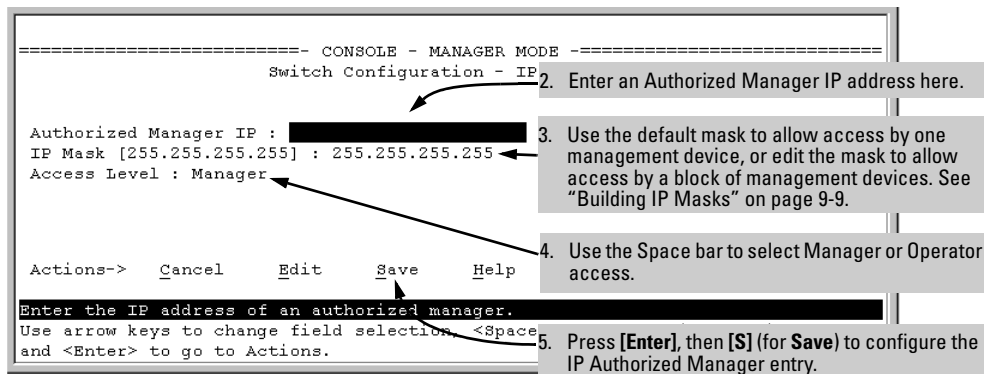 ==========================- CONSOLE - MANAGER MODE -============================
Switch Configuration - IP
2. Enter an Authorized Manager IP address here.
Authorized Manager IP :
IP Mask [255.255.255.255] : 255.255.255.255
Access Level : Manager
3. Use the default mask to allow access by one
management device, or edit the mask to allow
access by a block of management devices. See
“Building IP Masks” on page 9-9.
4. Use the Space bar to select Manager or Operator
access.
Actions-> Cancel Edit Save Help
Enter the IP address of an authorized manager.
Use arrow keys to change field selection, <Space
and <Enter> to go to Actions.
5. Press [Enter], then [S] (for Save) to configure the
IP Authorized Manager entry.